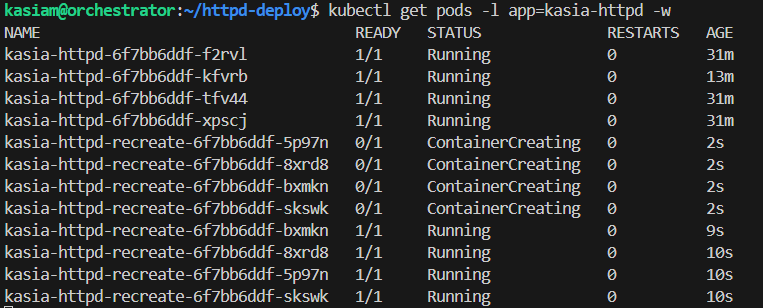 kasiam@orchestrator:~/httpd-deploy$ kubectl get pods -l app=kasia-httpd -w
NAME READY STATUS RESTARTS AGE
kasia-httpd-6f7bb6ddf-f2rvl 1/1 Running 0 31m
kasia-httpd-6f7bb6ddf-kfvrb 1/1 Running 0 13m
kasia-httpd-6f7bb6ddf-tfv44 1/1 Running 0 31m
kasia-httpd-6f7bb6ddf-xpscj 1/1 Running 0 31m
kasia-httpd-recreate-6f7bb6ddf-5p97n 0/1 ContainerCreating 0 2s
kasia-httpd-recreate-6f7bb6ddf-8xrd8 0/1 ContainerCreating 0 2s
kasia-httpd-recreate-6f7bb6ddf-bxmkn 0/1 ContainerCreating 0 2s
kasia-httpd-recreate-6f7bb6ddf-skswk 0/1 ContainerCreating 0 2s
kasia-httpd-recreate-6f7bb6ddf-bxmkn 1/1 Running 0 9s
kasia-httpd-recreate-6f7bb6ddf-8xrd8 1/1 Running 0 10s
kasia-httpd-recreate-6f7bb6ddf-5p97n 1/1 Running 0 10s
kasia-httpd-recreate-6f7bb6ddf-skswk 1/1 Running 0 10s